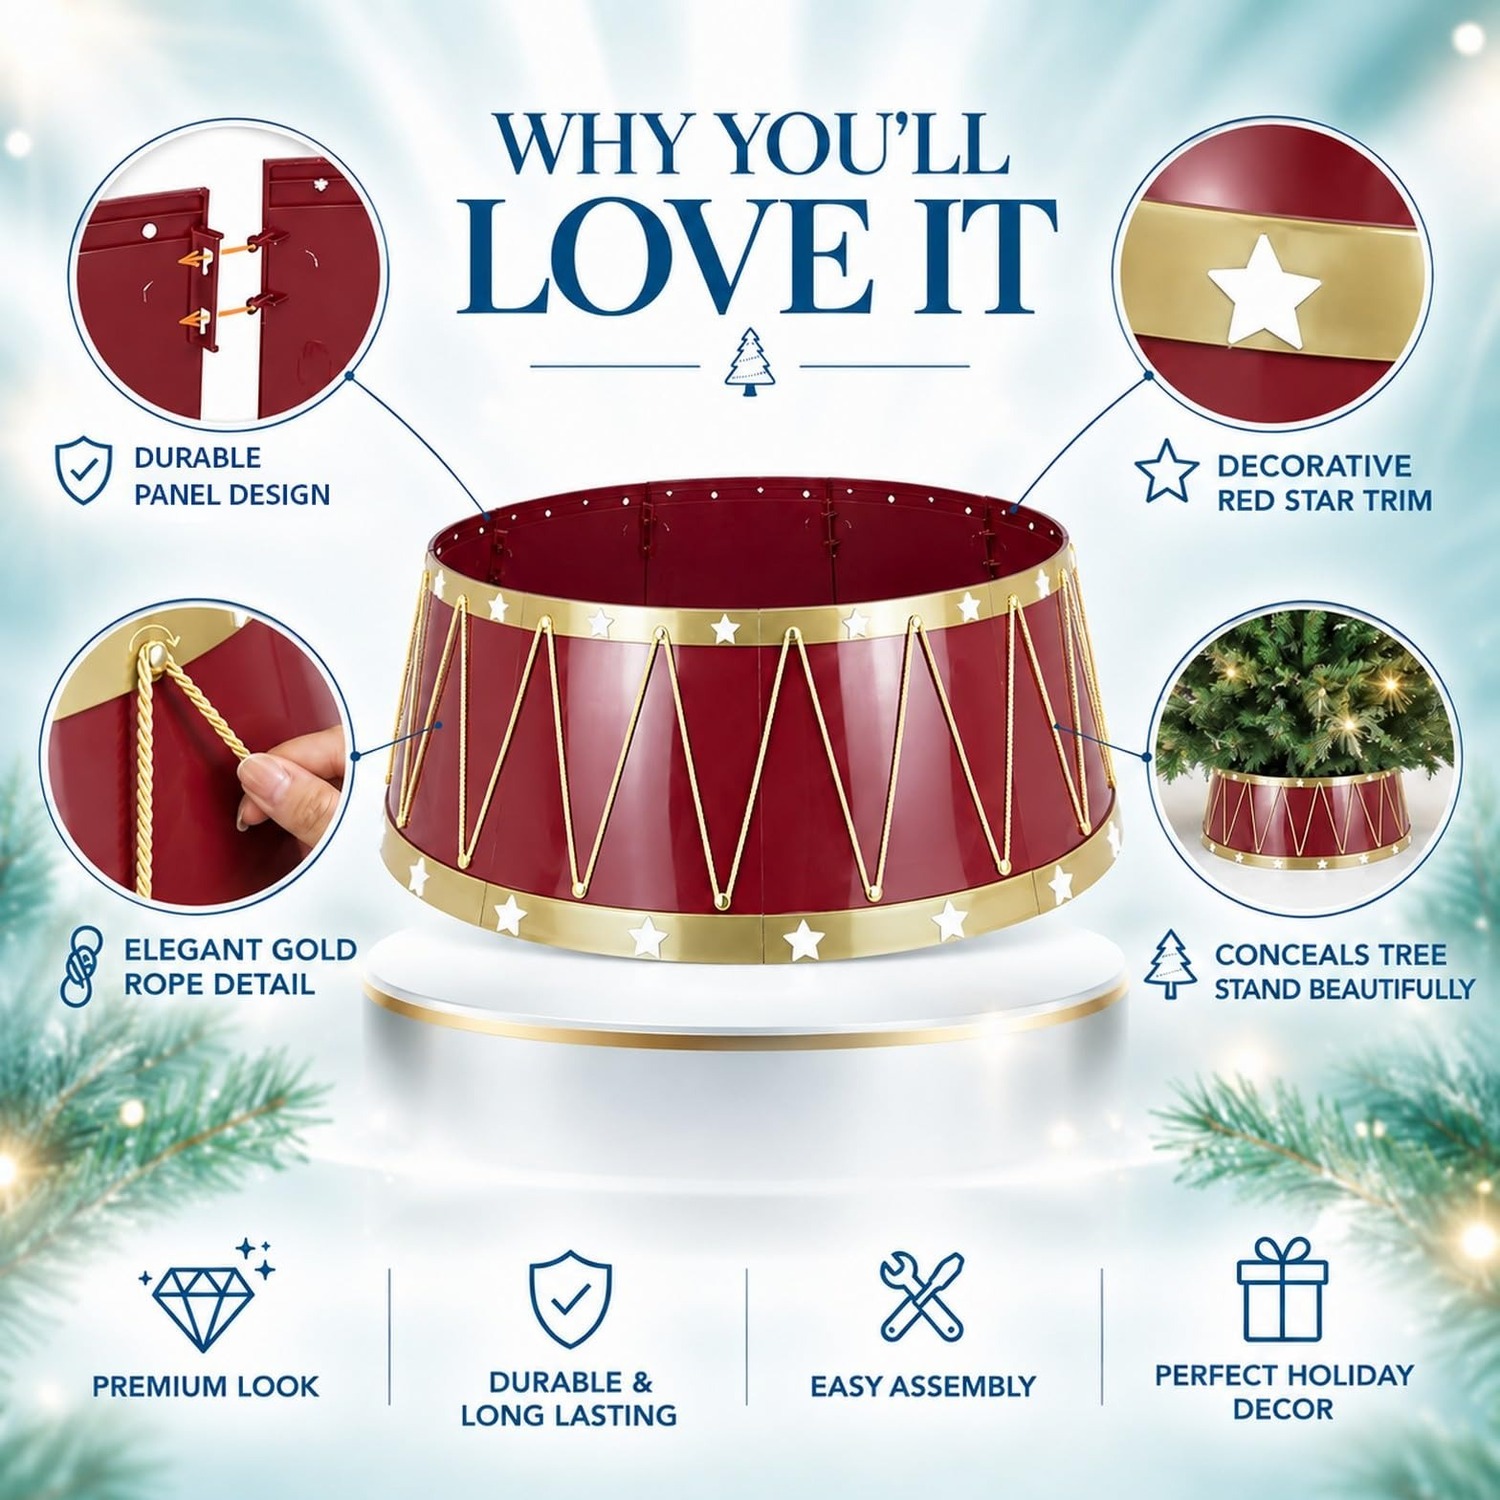 WHY YOU'LL
LOVE IT
DURABLE
PANEL DESIGN
DECORATIVE
RED STAR TRIM
ELEGANT GOLD
ROPE DETAIL
CONCEALS TREE
STAND BEAUTIFULLY
PREMIUM LOOK
DURABLE &
LONG LASTING
EASY ASSEMBLY
PERFECT HOLIDAY
DECOR